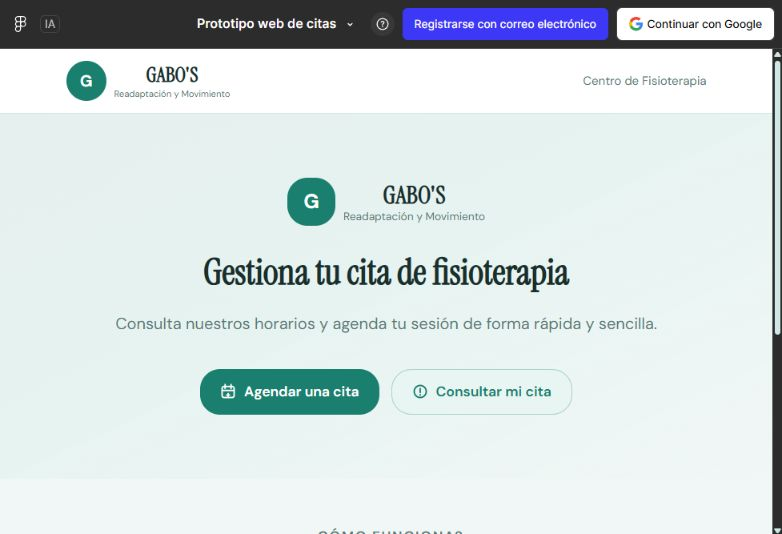 IA
Prototipo web de citas
Registrarse con correo electrónico
Continuar con Google
G
GABO'S
Readaptación y Movimiento
Centro de Fisioterapia
G
GABO'S
Readaptación y Movimiento
Gestiona tu cita de fisioterapia
Consulta nuestros horarios y agenda tu sesión de forma rápida y sencilla.
Agendar una cita
Consultar mi cita
CÓMO FUNCIONA?